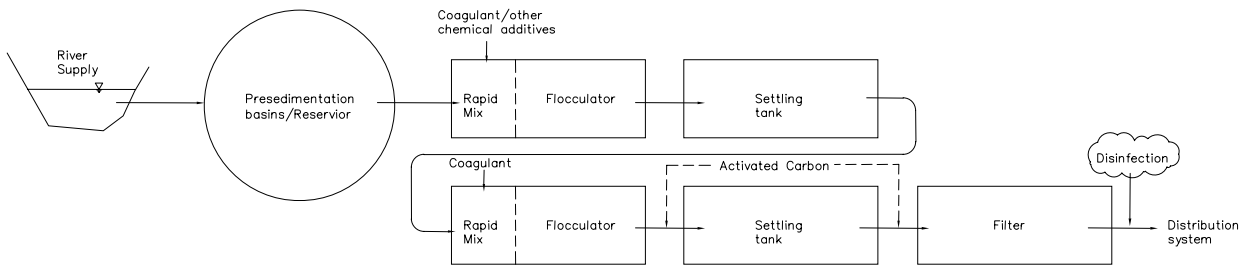 River
Supply
Presedimentation
basins/Reservior
Coagulant/other
chemical additives
Rapid
Mix
Flocculator
Settling
tank
Coagulant
Rapid
Mix
Flocculator
Activated Carbon
Settling
tank
Filter
Disinfection
Distribution
system